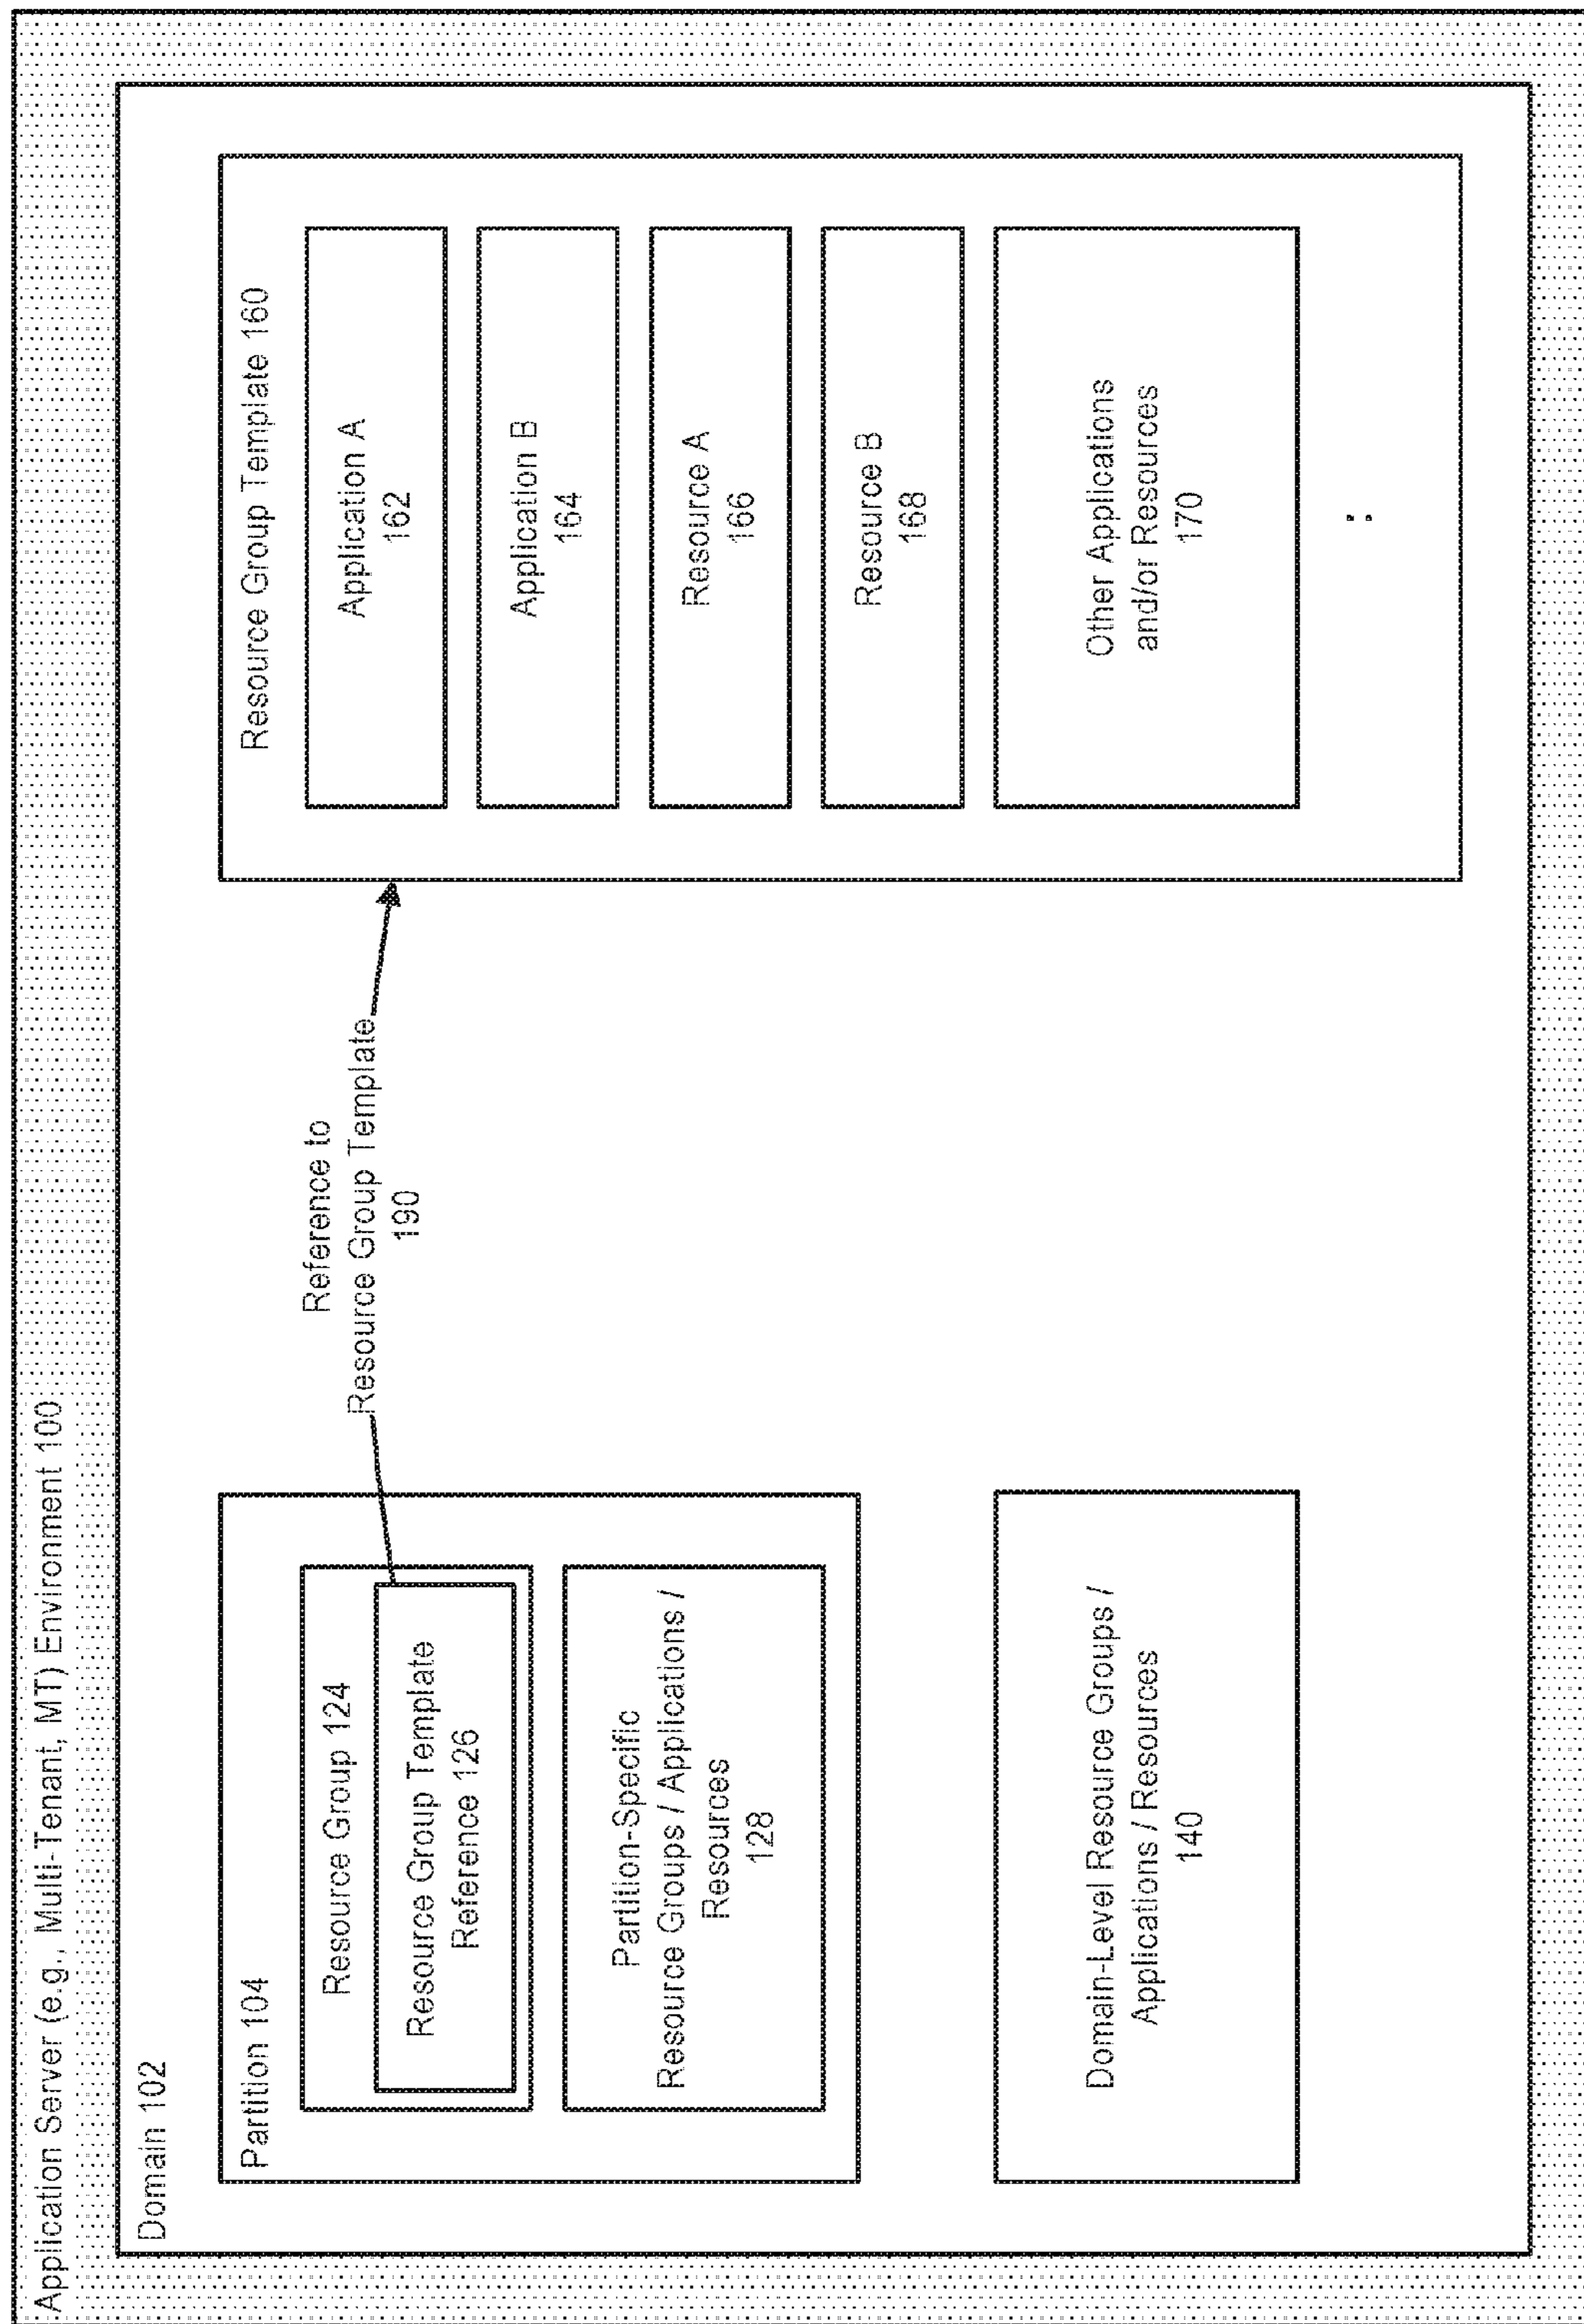 Application Server (e.g., Multi-Tenant, MT) Environment 100
Domain 102
Partition 104
Resource Group 124
Resource Group Template
Reference 126
Partition-Specific
Resource Groups / Applications /
Resources
128
Domain-Level Resource Groups /
Applications / Resources
140
Reference to
Resource Group Template
190
Resource Group Template 160
Application A
162
Application B
164
Resource A
166
Resource B
168
Other Applications
and/or Resources
170
..